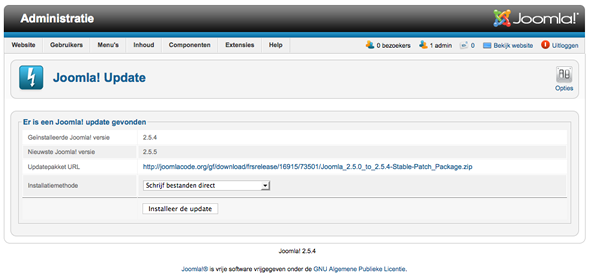 Administratie
Joomla!®
Website Gebruikers Menu's Inhoud Componenten Extensies Help 0 bezoekers 1 admin 0 Bekijk website Uitloggen
Joomla! Update
Opties
Er is een Joomla! update gevonden
Geïnstalleerde Joomla! versie 2.5.4
Nieuwste Joomla! versie 2.5.5
Updatepakket URL http://joomlacode.org/gf/download/frsrelease/16915/73501/Joomla_2.5.0_to_2.5.4-Stable-Patch_Package.zip
Installatiemethode Schrijf bestanden direct
Installeer de update
Joomla! 2.5.4
Joomla!® is vrije software vrijgegeven onder de GNU Algemene Publieke Licentie.